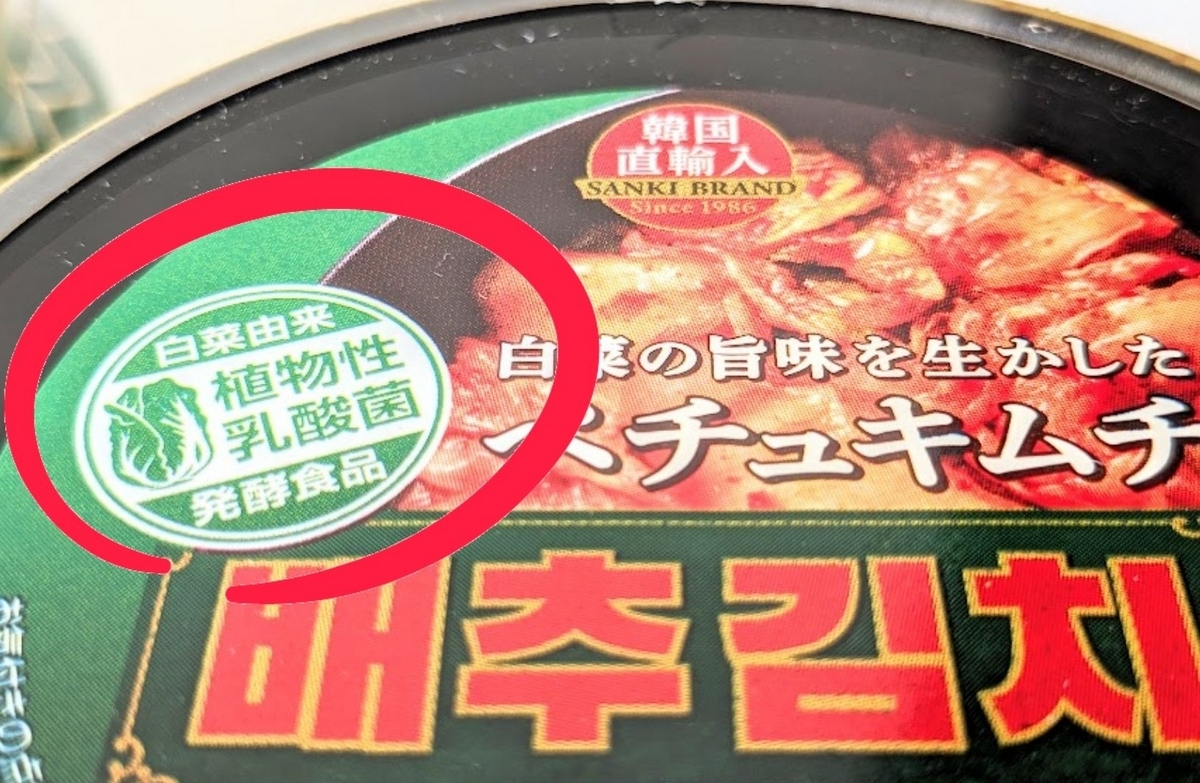 韓国
直輸入
SANKI BRAND
Since 1986
白菜由来
植物性
乳酸菌
発酵食品
白菜の旨味を生かした
ペチュキムチ
배추김치